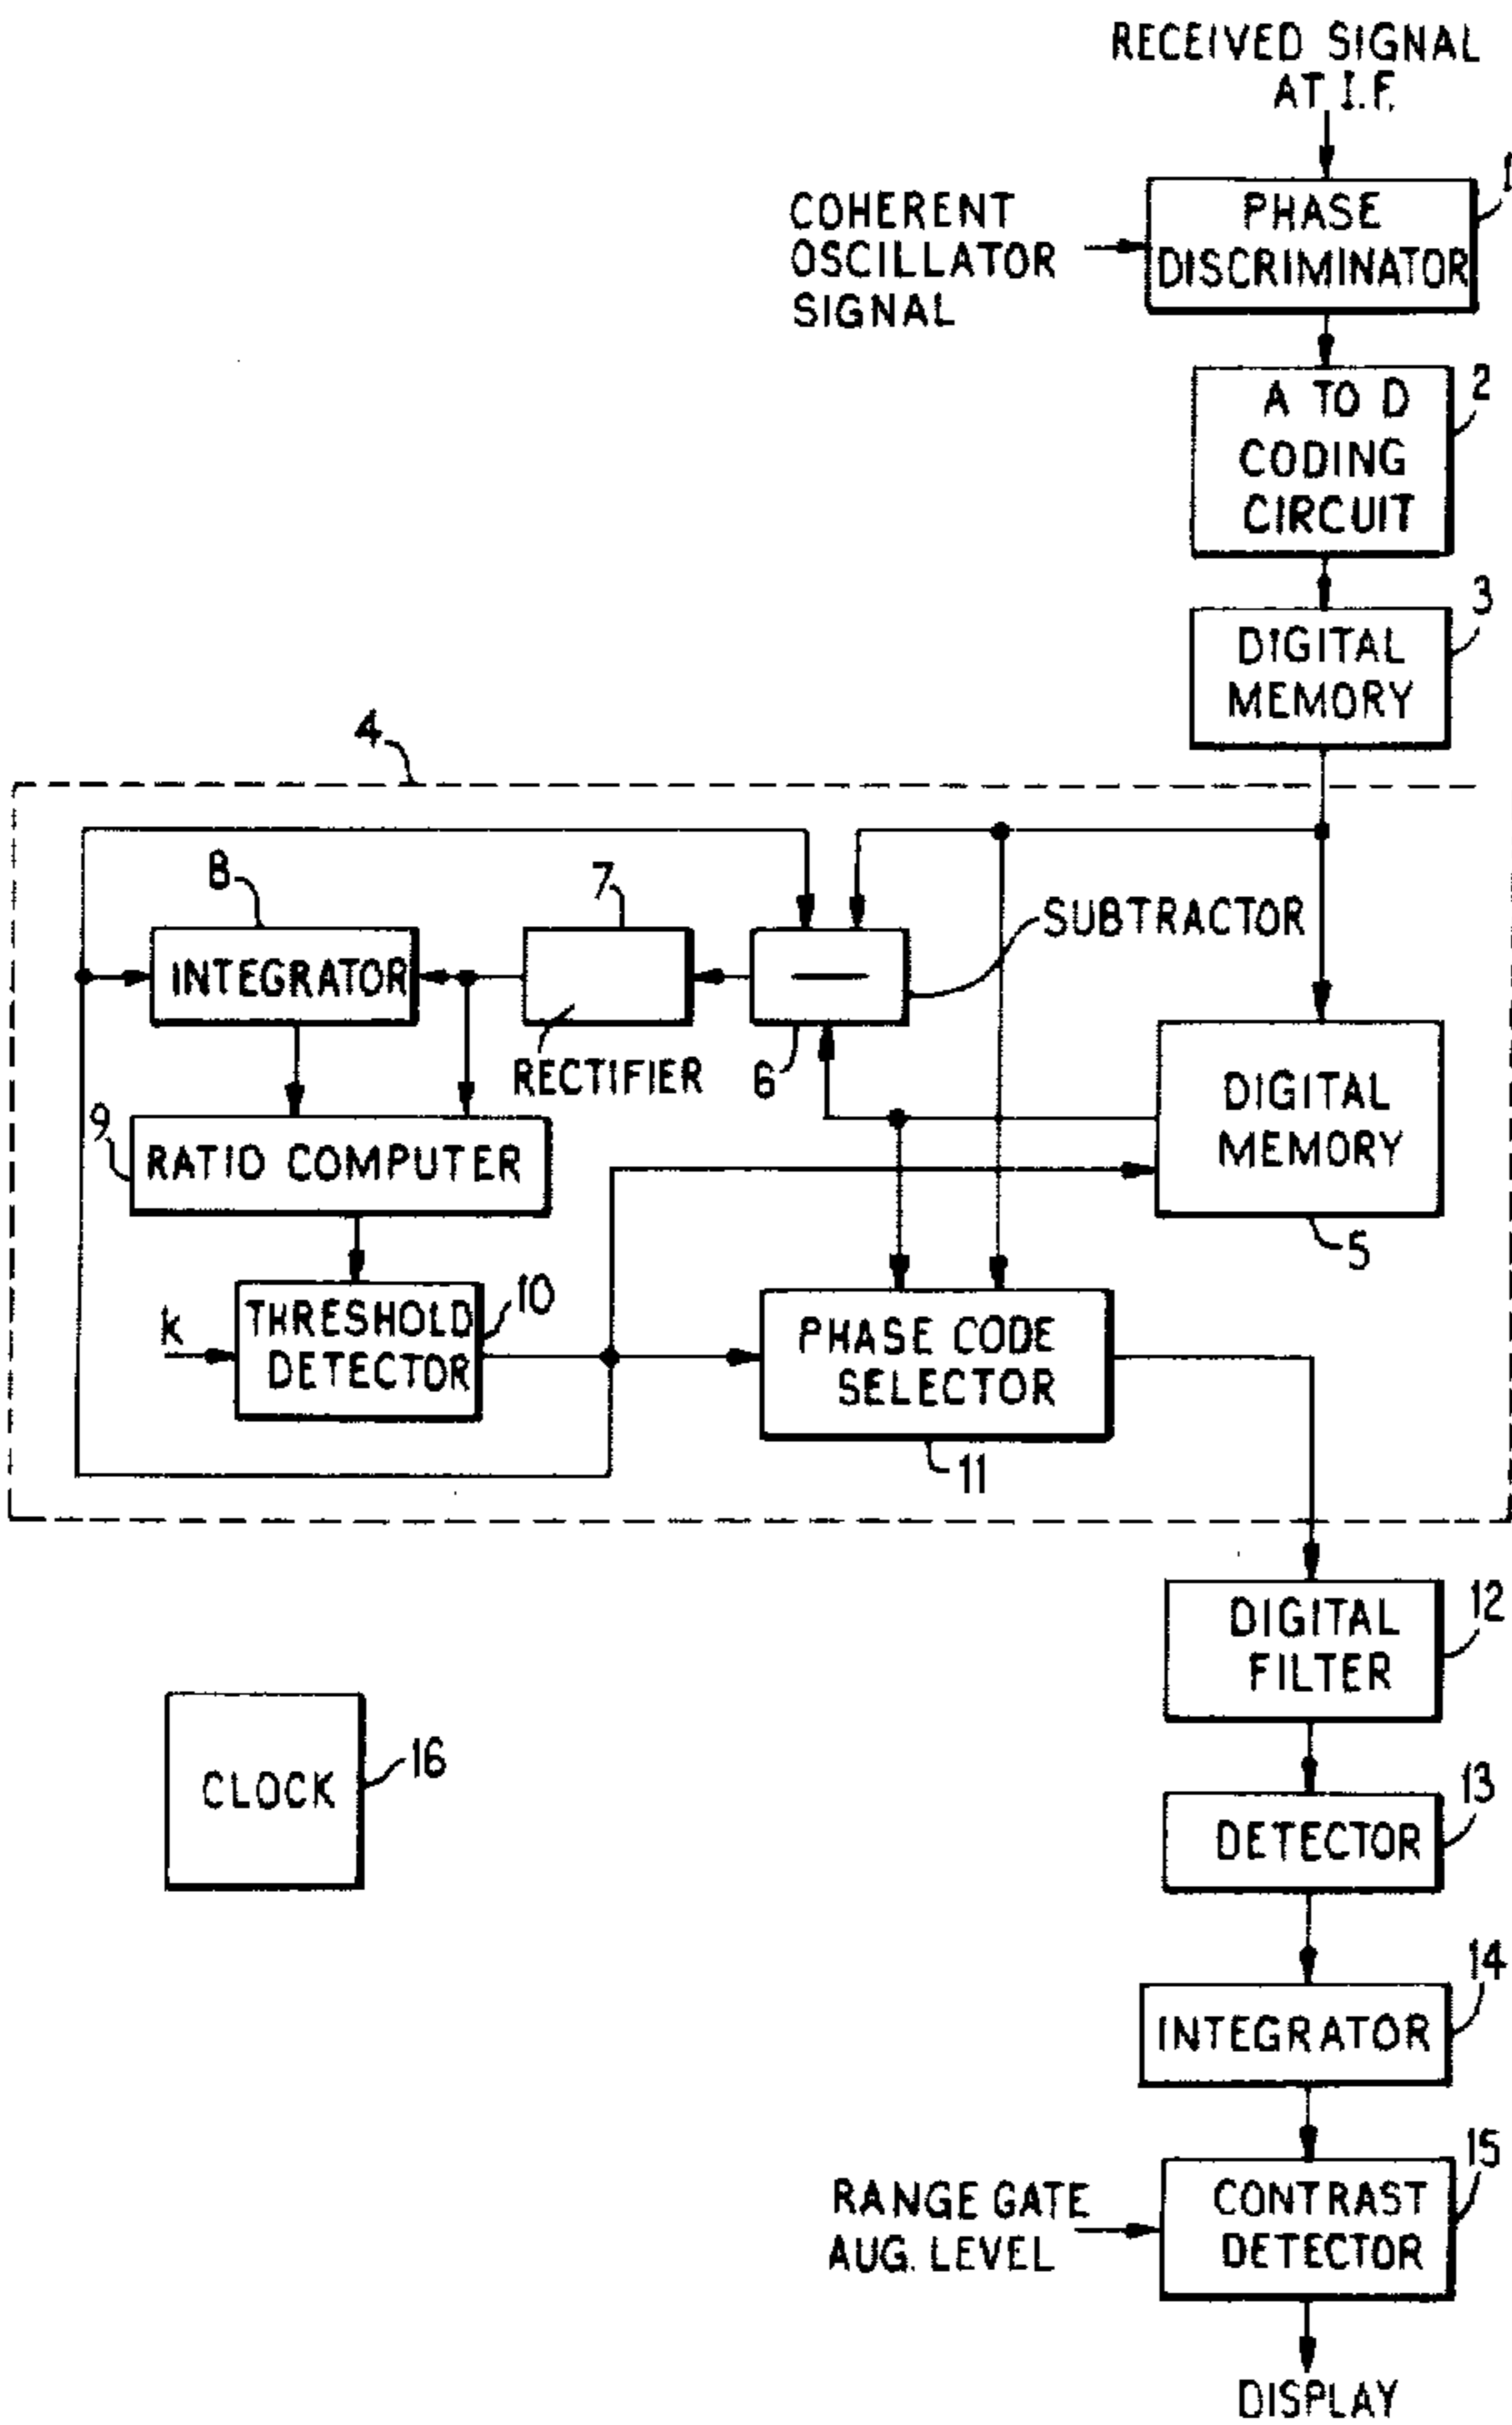 RECEIVED SIGNAL
AT I.F.
COHERENT
OSCILLATOR
SIGNAL
PHASE
DISCRIMINATOR
1
A TO D
CODING
CIRCUIT
2
DIGITAL
MEMORY
3
4
8
INTEGRATOR
7
RECTIFIER
SUBTRACTOR
6
DIGITAL
MEMORY
5
9
RATIO COMPUTER
K
THRESHOLD
DETECTOR
10
PHASE CODE
SELECTOR
11
DIGITAL
FILTER
12
CLOCK
16
DETECTOR
13
INTEGRATOR
14
RANGE GATE
AUG. LEVEL
CONTRAST
DETECTOR
15
DISPLAY